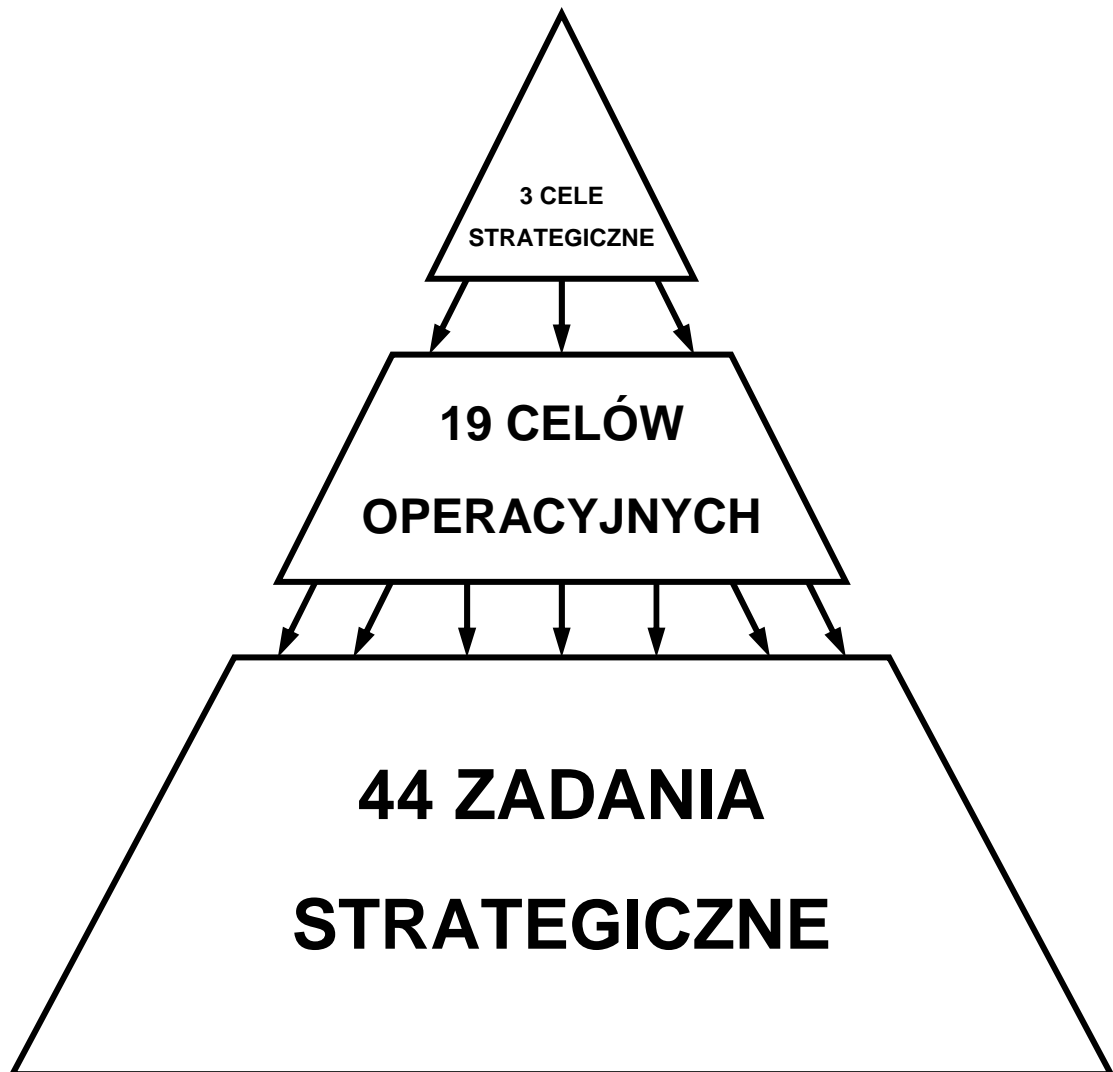 3 CELE
STRATEGICZNE
19 CELÓW
OPERACYJNYCH
44 ZADANIA
STRATEGICZNE